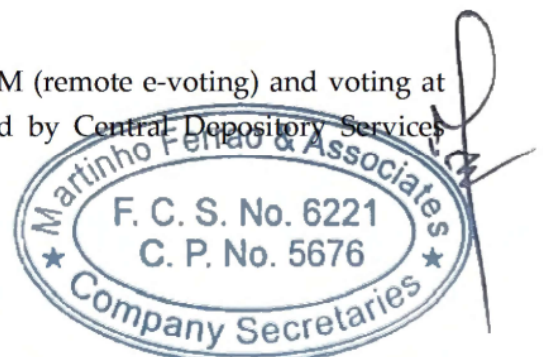 M (remote e-voting) and voting at
d by Central Depository Services
Martinho Ferrao & Associates
F. C. S. No. 6221
C. P. No. 5676
★ Company Secretaries ★